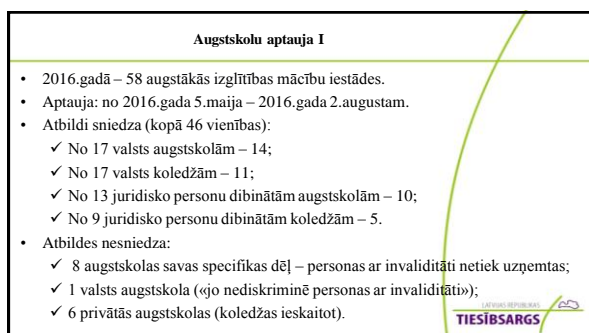 Augstskolu aptauja I
• 2016.gadā – 58 augstākās izglītības mācību iestādes.
• Aptauja: no 2016.gada 5.maija – 2016.gada 2.augustam.
• Atbildi sniedza (kopā 46 vienības):
✓ No 17 valsts augstskolām – 14;
✓ No 17 valsts koledžām – 11;
✓ No 13 juridisko personu dibinātām augstskolām – 10;
✓ No 9 juridisko personu dibinātām koledžām – 5.
• Atbildes nesniedza:
✓ 8 augstskolas savas specifikas dēļ – personas ar invaliditāti netiek uzņemtas;
✓ 1 valsts augstskola («jo nediskriminē personas ar invaliditāti»);
✓ 6 privātās augstskolas (koledžas ieskaitot).
LATVIJAS REPUBLIKAS
TIESĪBSARGS